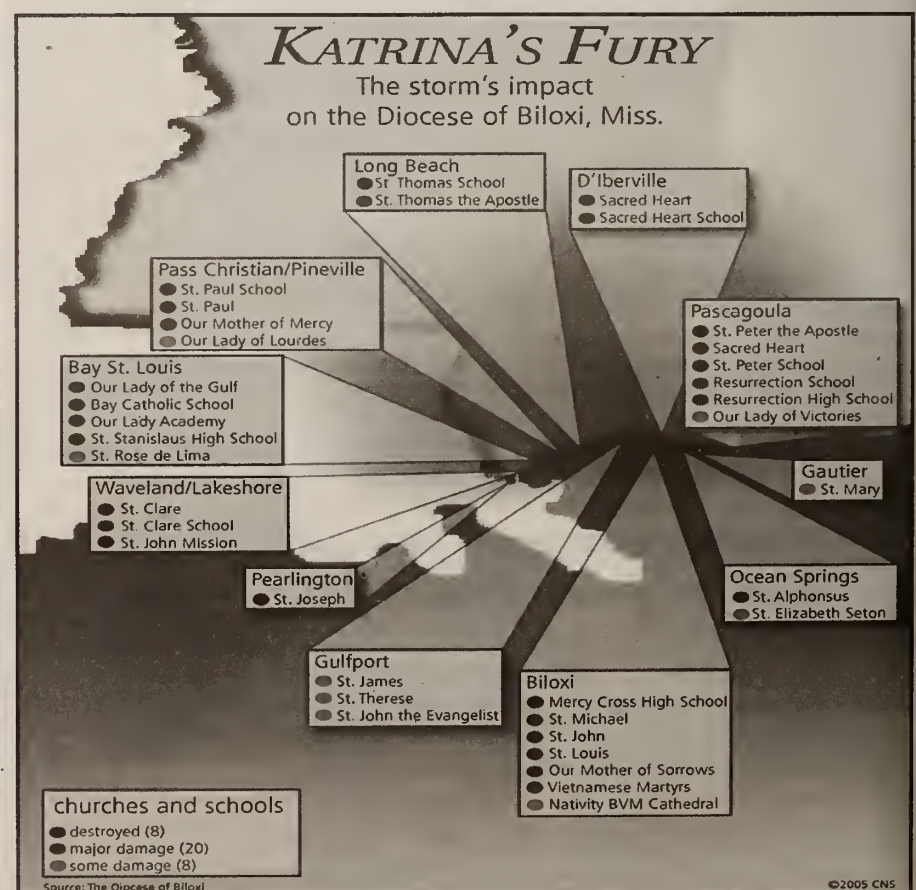 KATRINA'S FURY
The storm's impact
on the Diocese of Biloxi, Miss.
Long Beach
St Thomas School
St. Thomas the Apostle
D'Iberville
Sacred Heart
Sacred Heart School
Pass Christian/Pineville
St. Paul School
St. Paul
Our Mother of Mercy
Our Lady of Lourdes
Pascagoula
St. Peter the Apostle
Sacred Heart
St. Peter School
Resurrection School
Resurrection High School
Our Lady of Victories
Bay St. Louis
Our Lady of the Gulf
Bay Catholic School
Our Lady Academy
St. Stanislaus High School
St. Rose de Lima
Gautier
St. Mary
Waveland/Lakeshore
St. Clare
St. Clare School
St. John Mission
Pearlington
St. Joseph
Ocean Springs
St. Alphonsus
St. Elizabeth Seton
Gulfport
St. James
St. Therese
St. John the Evangelist
Biloxi
Mercy Cross High School
St. Michael
St. John
St. Louis
Our Mother of Sorrows
Vietnamese Martyrs
Nativity BVM Cathedral
churches and schools
destroyed (8)
major damage (20)
some damage (8)
Source: The Diocese of Biloxi
©2005 CNS